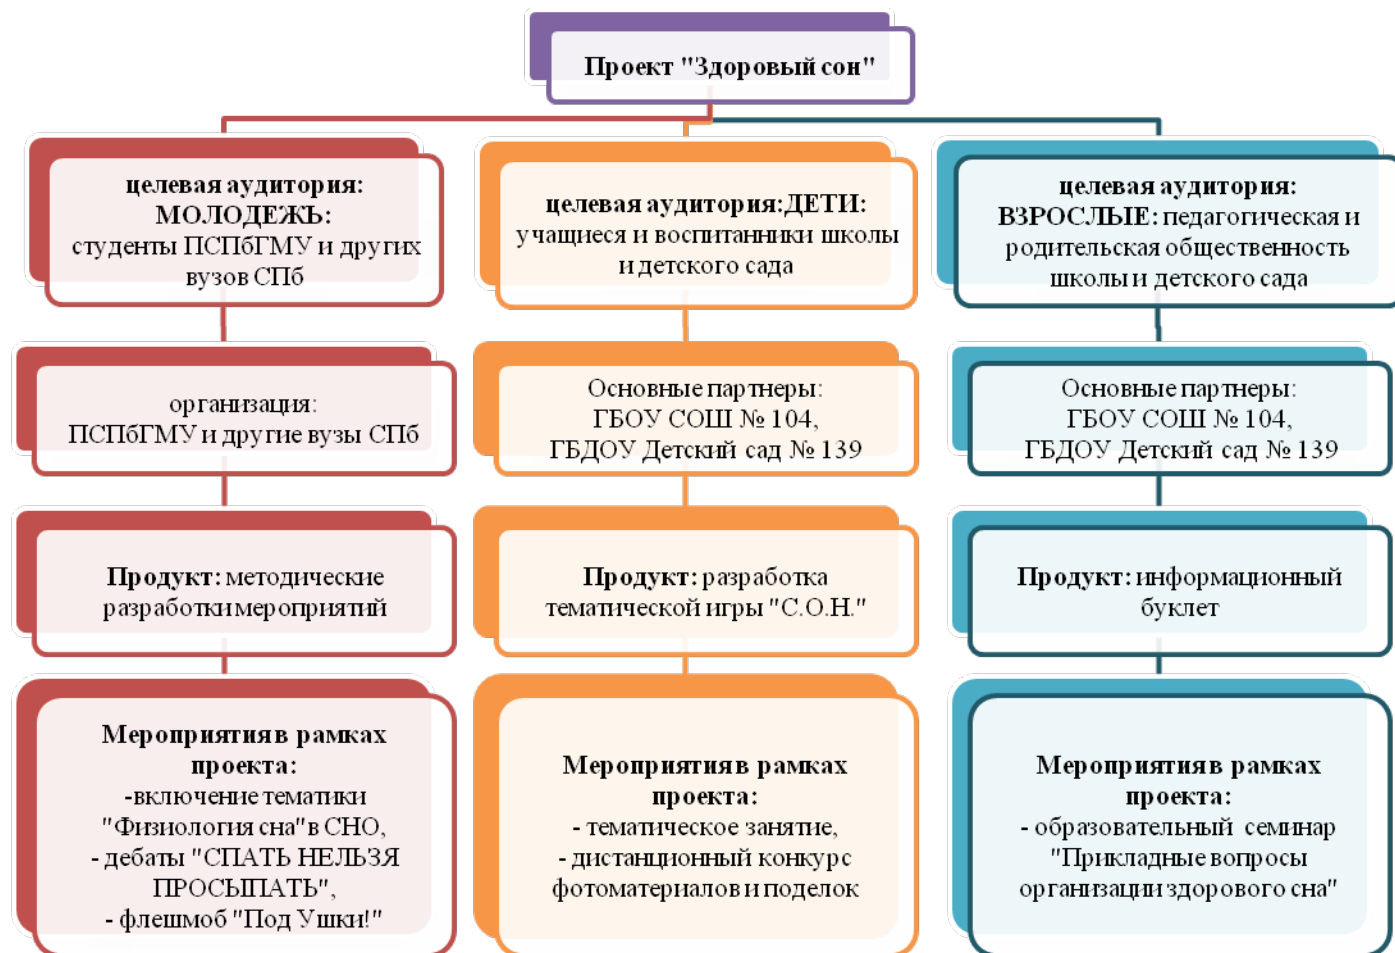 Проект "Здоровый сон"
целевая аудитория:
МОЛОДЕЖЬ:
студенты ПСПбГМУ и других
вузов СПб
целевая аудитория:ДЕТИ:
учащиеся и воспитанники школы
и детского сада
целевая аудитория:
ВЗРОСЛЫЕ: педагогическая и
родительская общественность
школы и детского сада
организация:
ПСПбГМУ и другие вузы СПб
Основные партнеры:
ГБОУ СОШ № 104,
ГБДОУ Детский сад № 139
Основные партнеры:
ГБОУ СОШ № 104,
ГБДОУ Детский сад № 139
Продукт: методические
разработки мероприятий
Продукт: разработка
тематической игры "С.О.Н."
Продукт: информационный
буклет
Мероприятия в рамках
проекта:
-включение тематики
"Физиология сна" в СНО,
- дебаты "СПАТЬ НЕЛЬЗЯ
ПРОСЫПАТЬ",
- флешмоб "Под Ушки!"
Мероприятия в рамках
проекта:
- тематическое занятие,
- дистанционный конкурс
фотоматериалов и поделок
Мероприятия в рамках
проекта:
- образовательный семинар
"Прикладные вопросы
организации здорового сна"